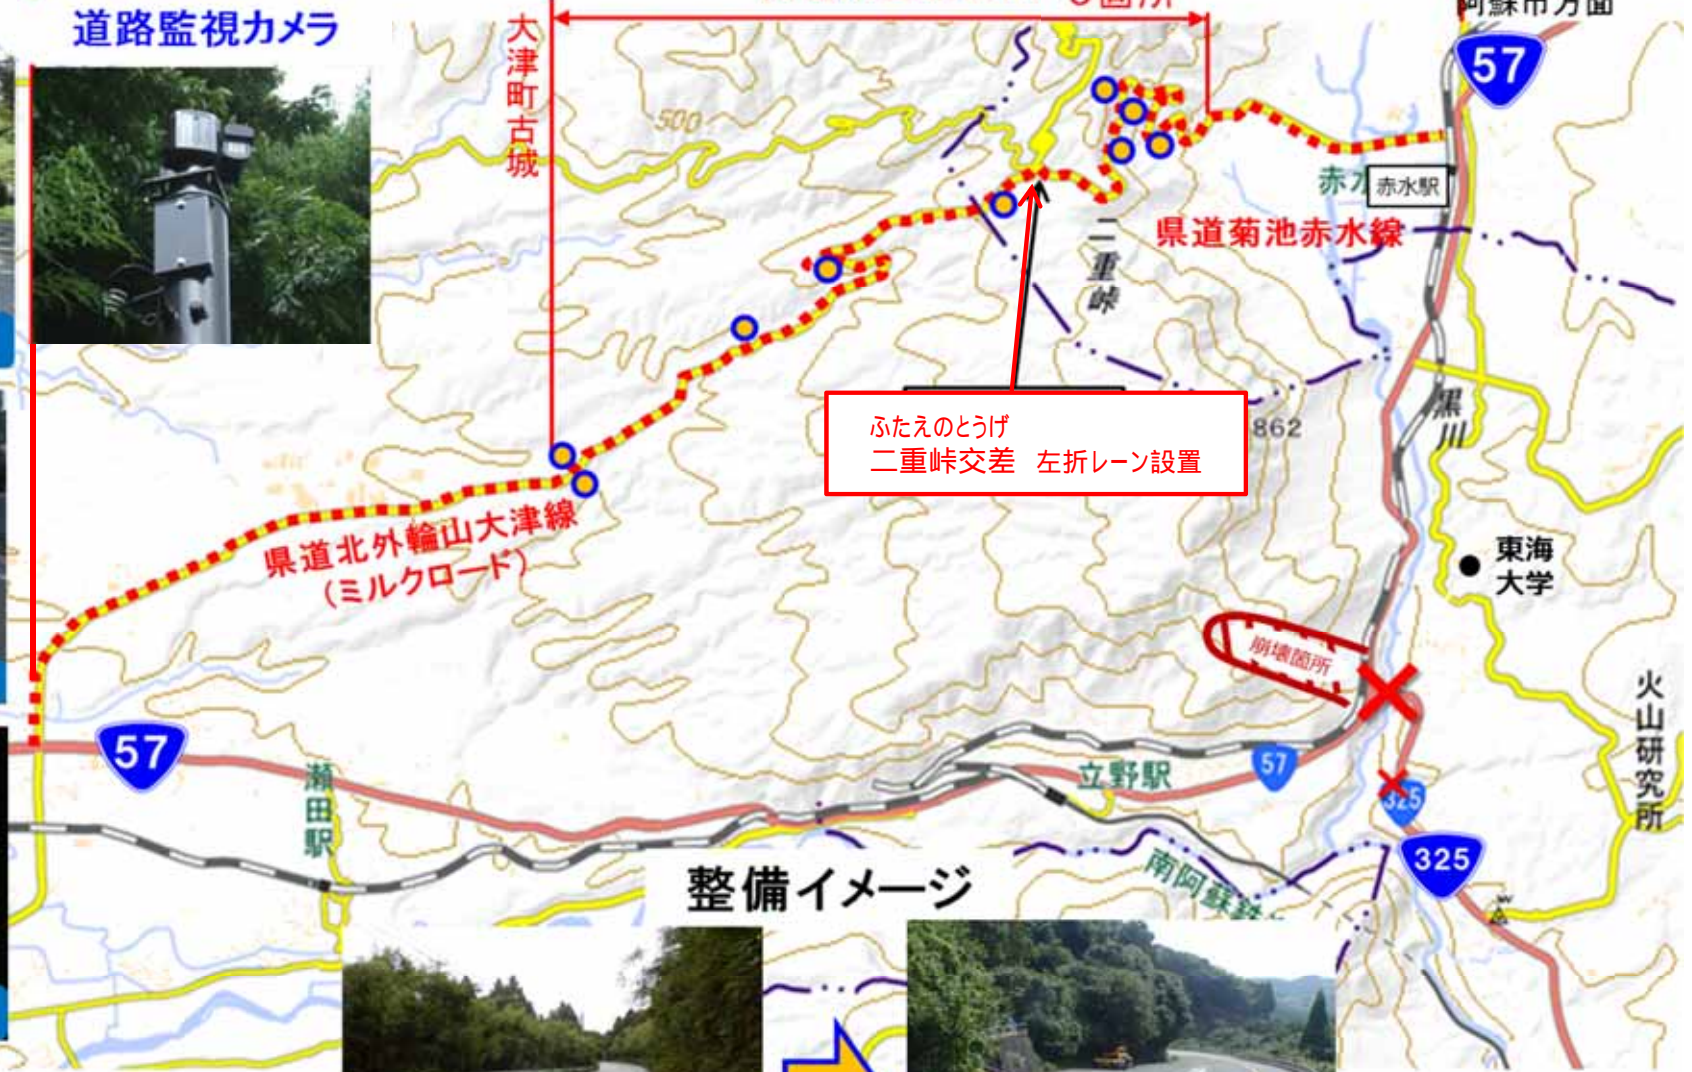 道路監視カメラ
大津町古城
箇所
阿蘇市方面
57
500
赤水
赤水駅
県道菊池赤水線
二重峠
ふたえのとうげ
二重峠交差 左折レーン設置
862
黒川
県道北外輪山大津線
(ミルクロード)
東海
大学
崩壊箇所
火山研究所
57
瀬田駅
立野駅
57
325
325
南阿蘇鉄
整備イメージ